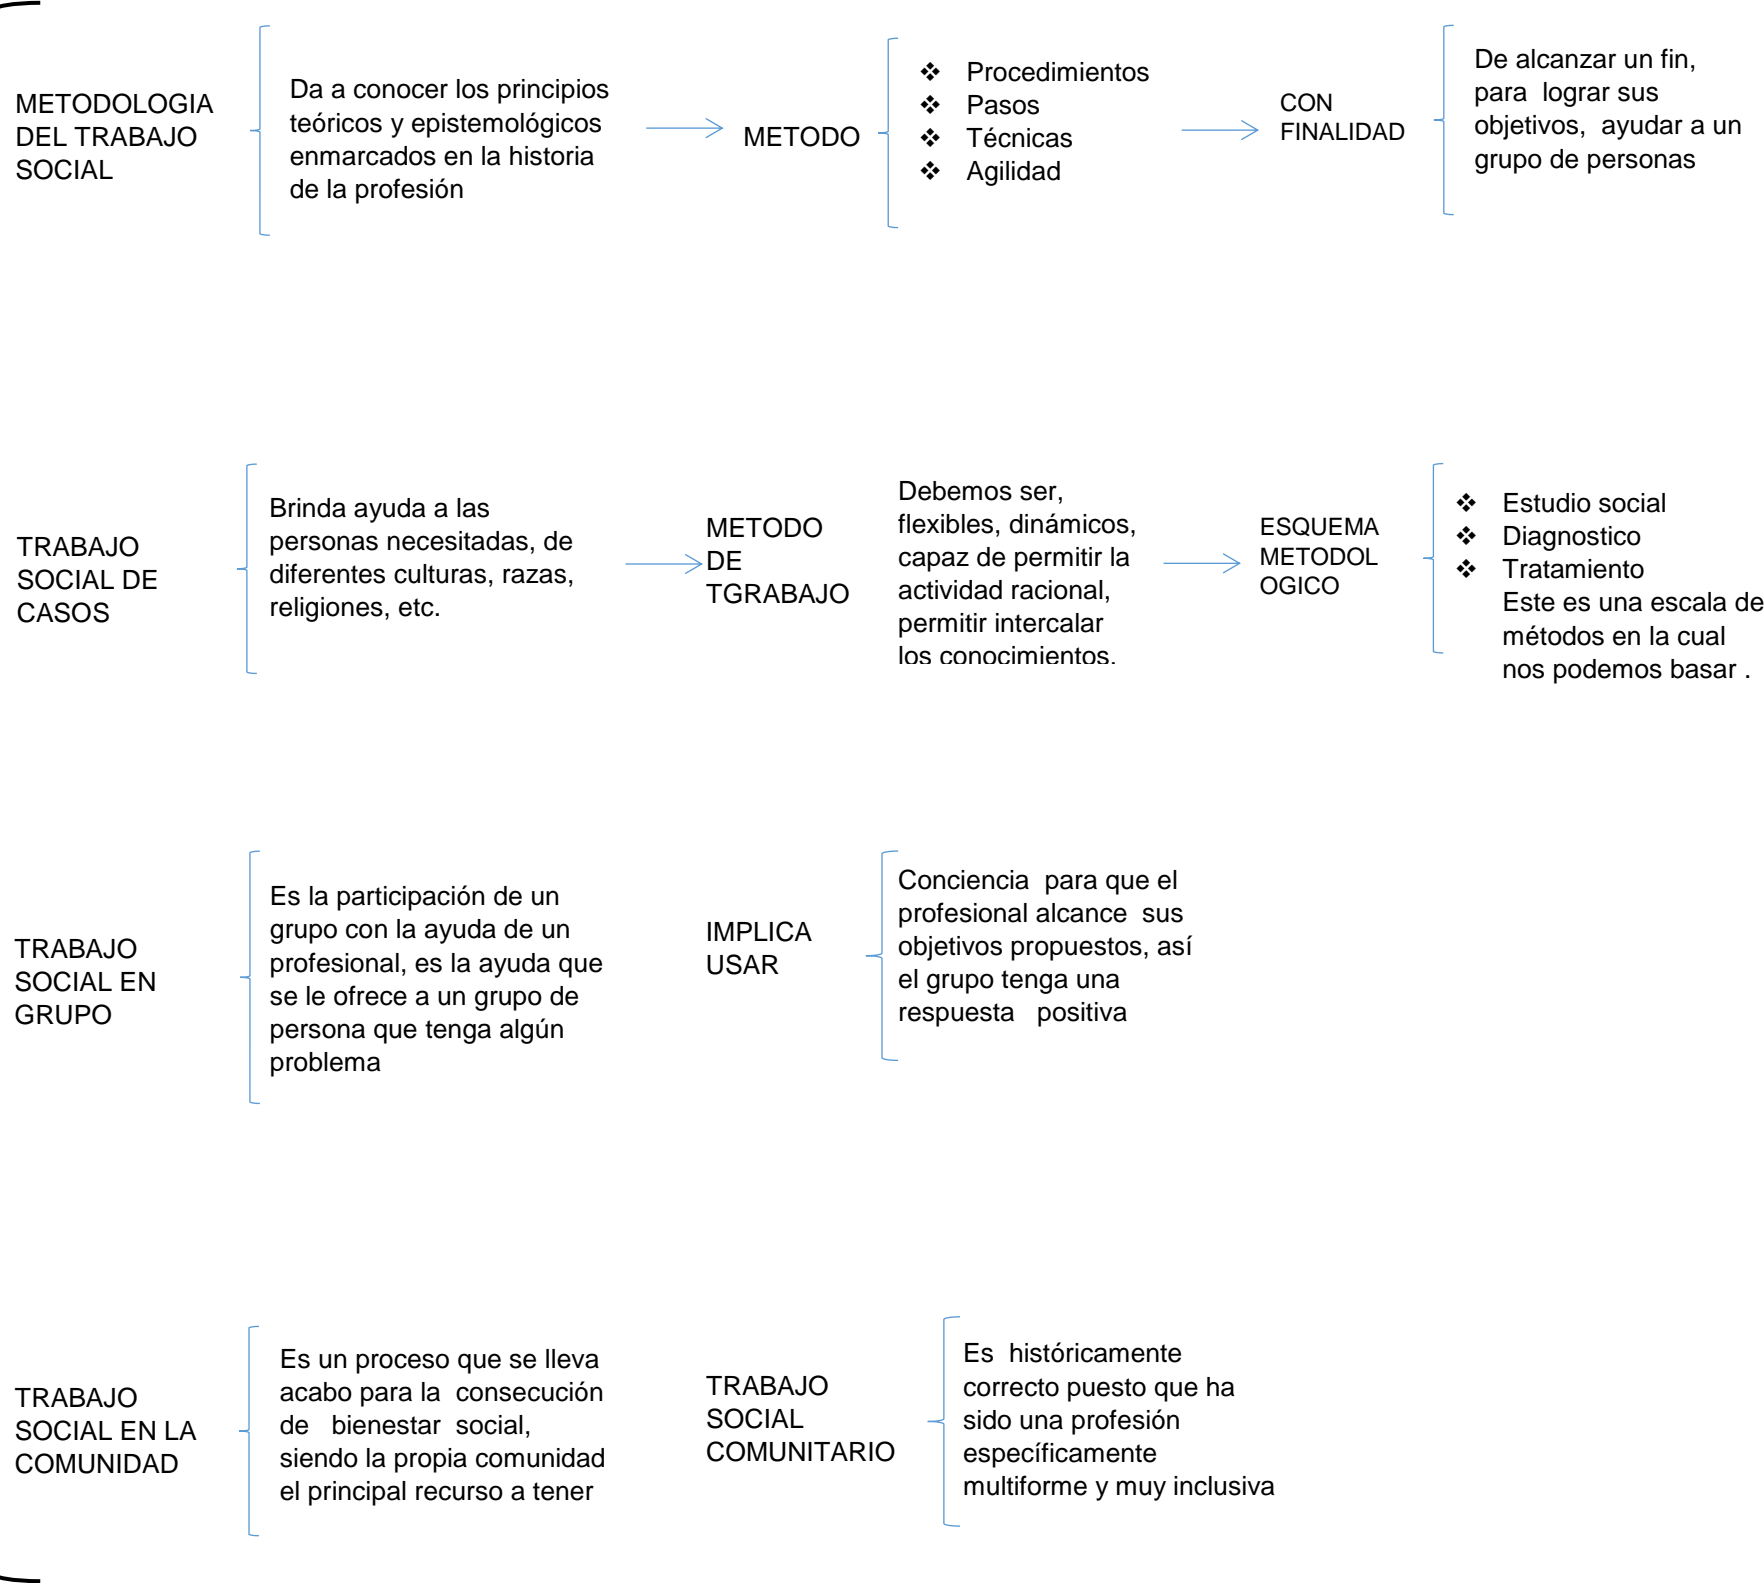 METODOLOGIA
DEL TRABAJO
SOCIAL
Da a conocer los principios
teóricos y epistemológicos
enmarcados en la historia
de la profesión
METODO
❖ Procedimientos
❖ Pasos
❖ Técnicas
❖ Agilidad
CON
FINALIDAD
De alcanzar un fin,
para lograr sus
objetivos, ayudar a un
grupo de personas
TRABAJO
SOCIAL DE
CASOS
Brinda ayuda a las
personas necesitadas, de
diferentes culturas, razas,
religiones, etc.
METODO
DE
TGRABAJO
Debemos ser,
flexibles, dinámicos,
capaz de permitir la
actividad racional,
permitir intercalar
los conocimientos.
ESQUEMA
METODOL
OGICO
❖ Estudio social
❖ Diagnostico
❖ Tratamiento
Este es una escala de
métodos en la cual
nos podemos basar .
TRABAJO
SOCIAL EN
GRUPO
Es la participación de un
grupo con la ayuda de un
profesional, es la ayuda que
se le ofrece a un grupo de
persona que tenga algún
problema
IMPLICA
USAR
Conciencia para que el
profesional alcance sus
objetivos propuestos, así
el grupo tenga una
respuesta positiva
TRABAJO
SOCIAL EN LA
COMUNIDAD
Es un proceso que se lleva
acabo para la consecución
de bienestar social,
siendo la propia comunidad
el principal recurso a tener
TRABAJO
SOCIAL
COMUNITARIO
Es históricamente
correcto puesto que ha
sido una profesión
específicamente
multiforme y muy inclusiva